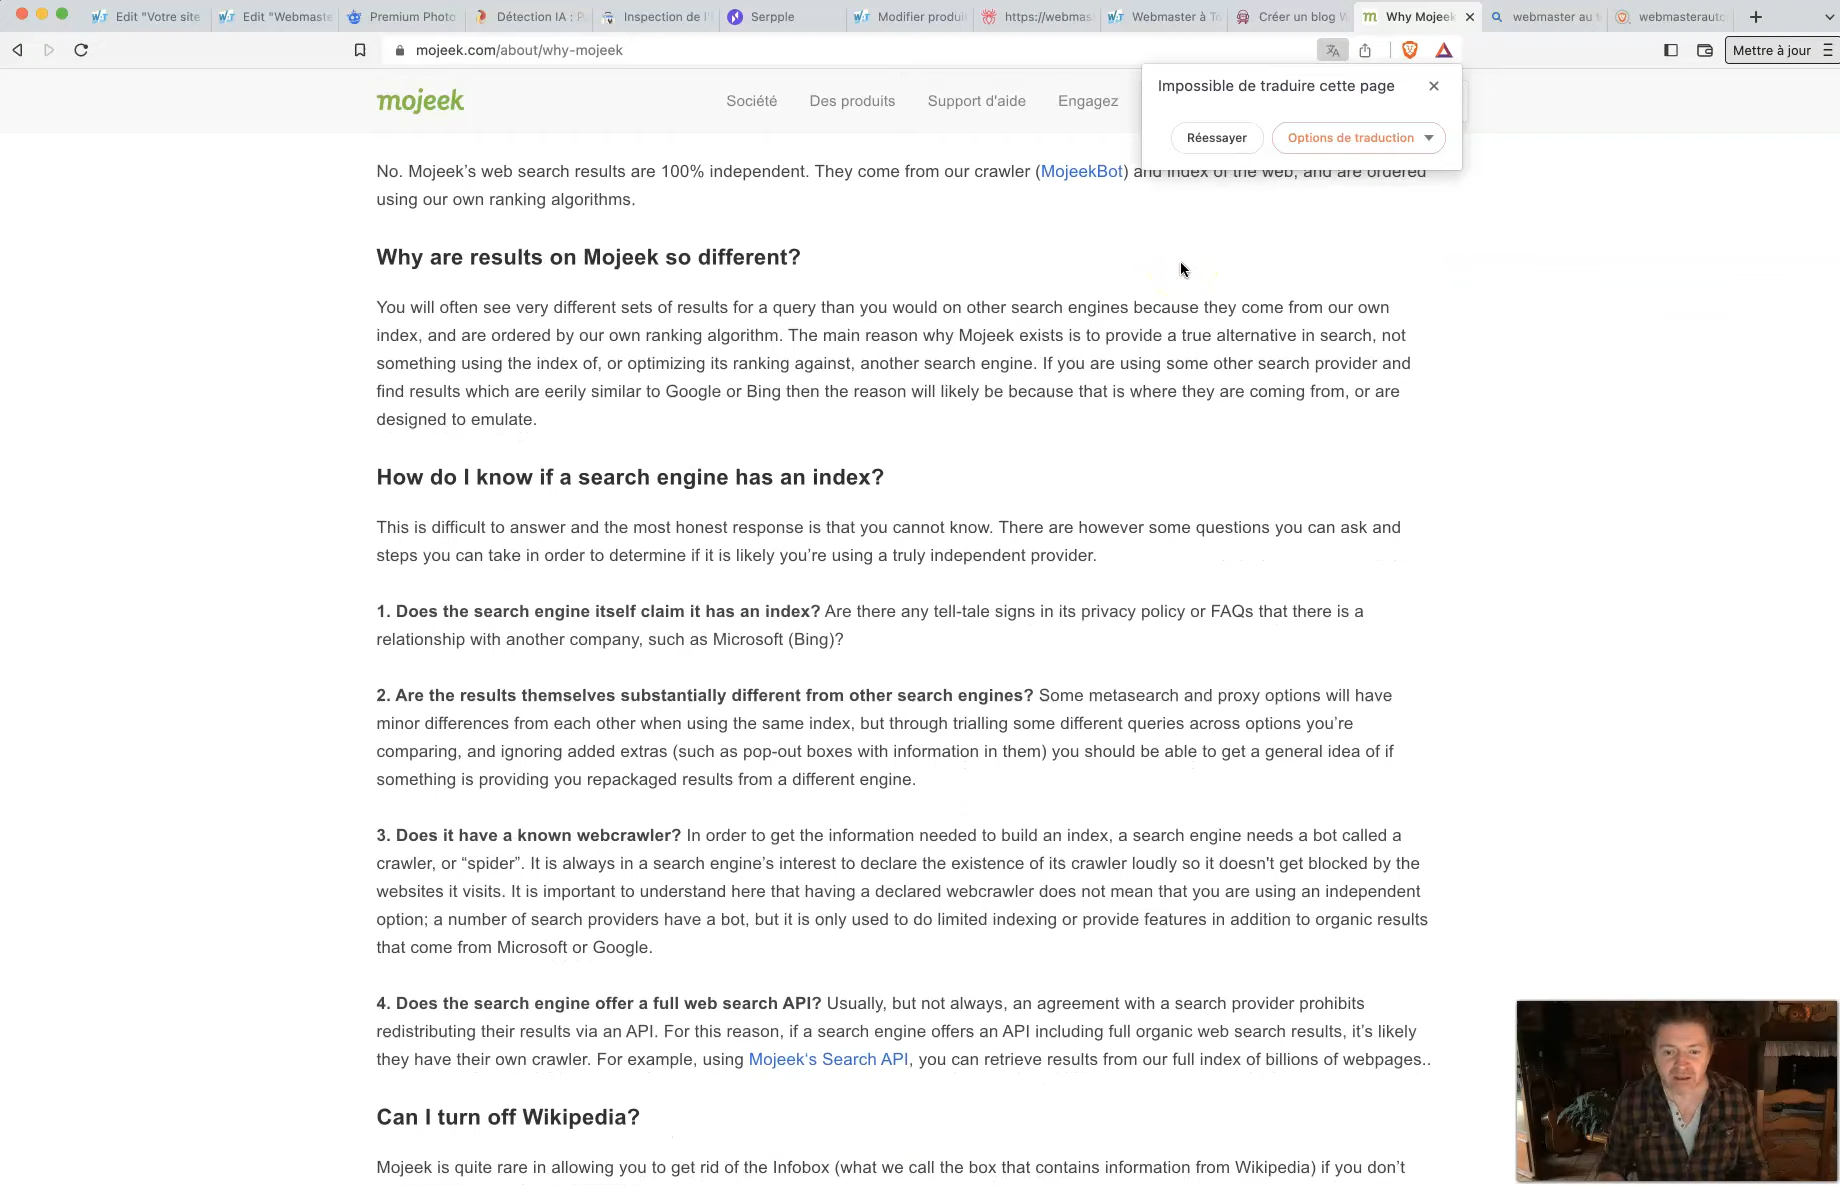 Edit "Votre site
Edit "Webmaste
Premium Photo
Détection IA : P
Inspection de l'U
Serpple
Modifier produi
https://webmas
Webmaster à To
Créer un blog W
Why Mojeek
webmaster au t
webmasterauto
mojeek.com/about/why-mojeek
Mettre à jour
mojeek
Société
Des produits
Support d'aide
Engagez
Impossible de traduire cette page
Réessayer
Options de traduction
No. Mojeek’s web search results are 100% independent. They come from our crawler (MojeekBot) and index of the web, and are ordered
using our own ranking algorithms.
Why are results on Mojeek so different?
You will often see very different sets of results for a query than you would on other search engines because they come from our own
index, and are ordered by our own ranking algorithm. The main reason why Mojeek exists is to provide a true alternative in search, not
something using the index of, or optimizing its ranking against, another search engine. If you are using some other search provider and
find results which are eerily similar to Google or Bing then the reason will likely be because that is where they are coming from, or are
designed to emulate.
How do I know if a search engine has an index?
This is difficult to answer and the most honest response is that you cannot know. There are however some questions you can ask and
steps you can take in order to determine if it is likely you’re using a truly independent provider.
1. Does the search engine itself claim it has an index? Are there any tell-tale signs in its privacy policy or FAQs that there is a
relationship with another company, such as Microsoft (Bing)?
2. Are the results themselves substantially different from other search engines? Some metasearch and proxy options will have
minor differences from each other when using the same index, but through trialling some different queries across options you’re
comparing, and ignoring added extras (such as pop-out boxes with information in them) you should be able to get a general idea of if
something is providing you repackaged results from a different engine.
3. Does it have a known webcrawler? In order to get the information needed to build an index, a search engine needs a bot called a
crawler, or “spider”. It is always in a search engine’s interest to declare the existence of its crawler loudly so it doesn't get blocked by the
websites it visits. It is important to understand here that having a declared webcrawler does not mean that you are using an independent
option; a number of search providers have a bot, but it is only used to do limited indexing or provide features in addition to organic results
that come from Microsoft or Google.
4. Does the search engine offer a full web search API? Usually, but not always, an agreement with a search provider prohibits
redistributing their results via an API. For this reason, if a search engine offers an API including full organic web search results, it’s likely
they have their own crawler. For example, using Mojeek‘s Search API, you can retrieve results from our full index of billions of webpages..
Can I turn off Wikipedia?
Mojeek is quite rare in allowing you to get rid of the Infobox (what we call the box that contains information from Wikipedia) if you don’t